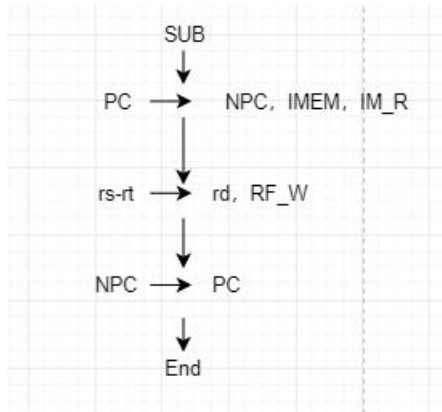 SUB
PC NPC, IMEM, IM_R
rs-rt rd, RF_W
NPC PC
End